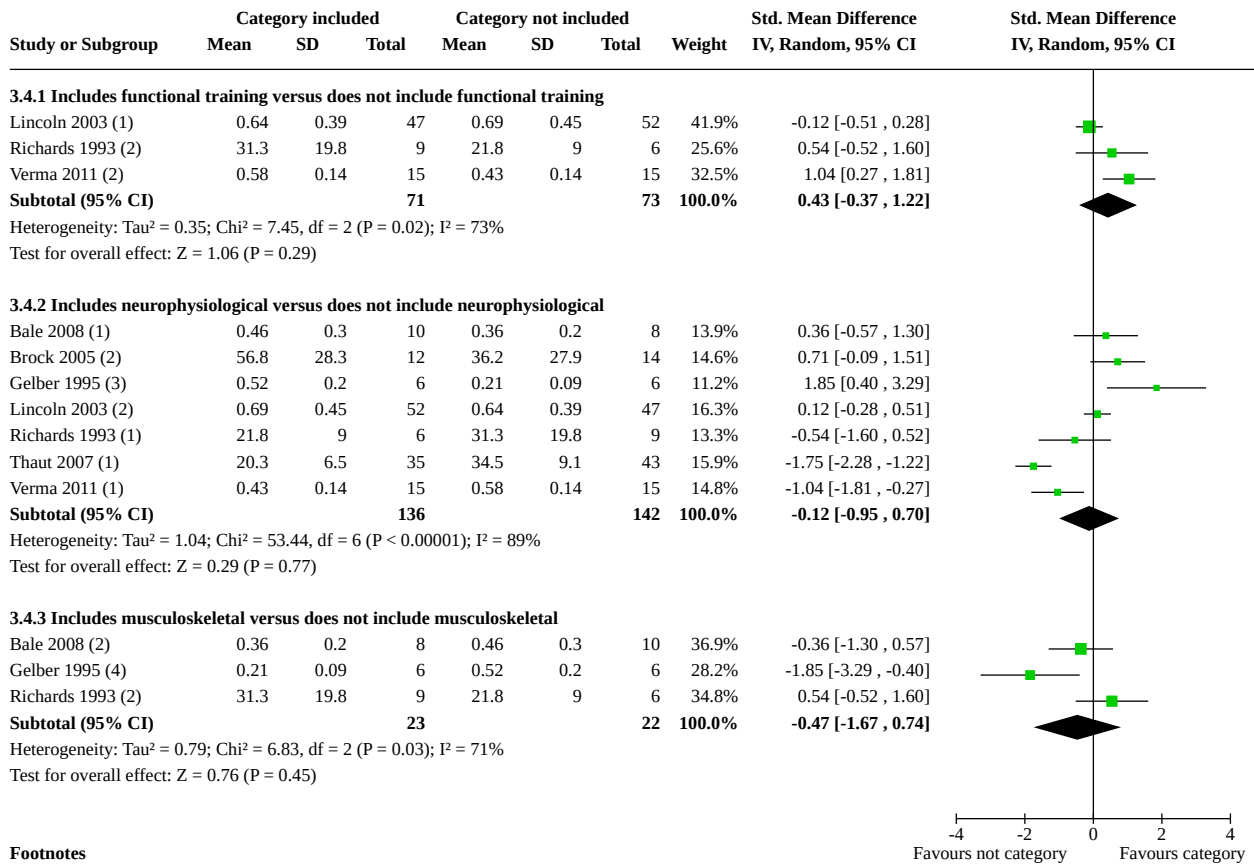 Category included Category not included Std. Mean Difference Std. Mean Difference
Study or Subgroup Mean SD Total Mean SD Total Weight IV, Random, 95% CI IV, Random, 95% CI
3.4.1 Includes functional training versus does not include functional training
Lincoln 2003 (1) 0.64 0.39 47 0.69 0.45 52 41.9% -0.12 [-0.51 , 0.28]
Richards 1993 (2) 31.3 19.8 9 21.8 9 6 25.6% 0.54 [-0.52 , 1.60]
Verma 2011 (2) 0.58 0.14 15 0.43 0.14 15 32.5% 1.04 [0.27 , 1.81]
Subtotal (95% CI) 71 73 100.0% 0.43 [-0.37 , 1.22]
Heterogeneity: Tau² = 0.35; Chi² = 7.45, df = 2 (P = 0.02); I² = 73%
Test for overall effect: Z = 1.06 (P = 0.29)
3.4.2 Includes neurophysiological versus does not include neurophysiological
Bale 2008 (1) 0.46 0.3 10 0.36 0.2 8 13.9% 0.36 [-0.57 , 1.30]
Brock 2005 (2) 56.8 28.3 12 36.2 27.9 14 14.6% 0.71 [-0.09 , 1.51]
Gelber 1995 (3) 0.52 0.2 6 0.21 0.09 6 11.2% 1.85 [0.40 , 3.29]
Lincoln 2003 (2) 0.69 0.45 52 0.64 0.39 47 16.3% 0.12 [-0.28 , 0.51]
Richards 1993 (1) 21.8 9 6 31.3 19.8 9 13.3% -0.54 [-1.60 , 0.52]
Thaut 2007 (1) 20.3 6.5 35 34.5 9.1 43 15.9% -1.75 [-2.28 , -1.22]
Verma 2011 (1) 0.43 0.14 15 0.58 0.14 15 14.8% -1.04 [-1.81 , -0.27]
Subtotal (95% CI) 136 142 100.0% -0.12 [-0.95 , 0.70]
Heterogeneity: Tau² = 1.04; Chi² = 53.44, df = 6 (P < 0.00001); I² = 89%
Test for overall effect: Z = 0.29 (P = 0.77)
3.4.3 Includes musculoskeletal versus does not include musculoskeletal
Bale 2008 (2) 0.36 0.2 8 0.46 0.3 10 36.9% -0.36 [-1.30 , 0.57]
Gelber 1995 (4) 0.21 0.09 6 0.52 0.2 6 28.2% -1.85 [-3.29 , -0.40]
Richards 1993 (2) 31.3 19.8 9 21.8 9 6 34.8% 0.54 [-0.52 , 1.60]
Subtotal (95% CI) 23 22 100.0% -0.47 [-1.67 , 0.74]
Heterogeneity: Tau² = 0.79; Chi² = 6.83, df = 2 (P = 0.03); I² = 71%
Test for overall effect: Z = 0.76 (P = 0.45)
-4 -2 0 2 4
Footnotes Favours not category Favours category